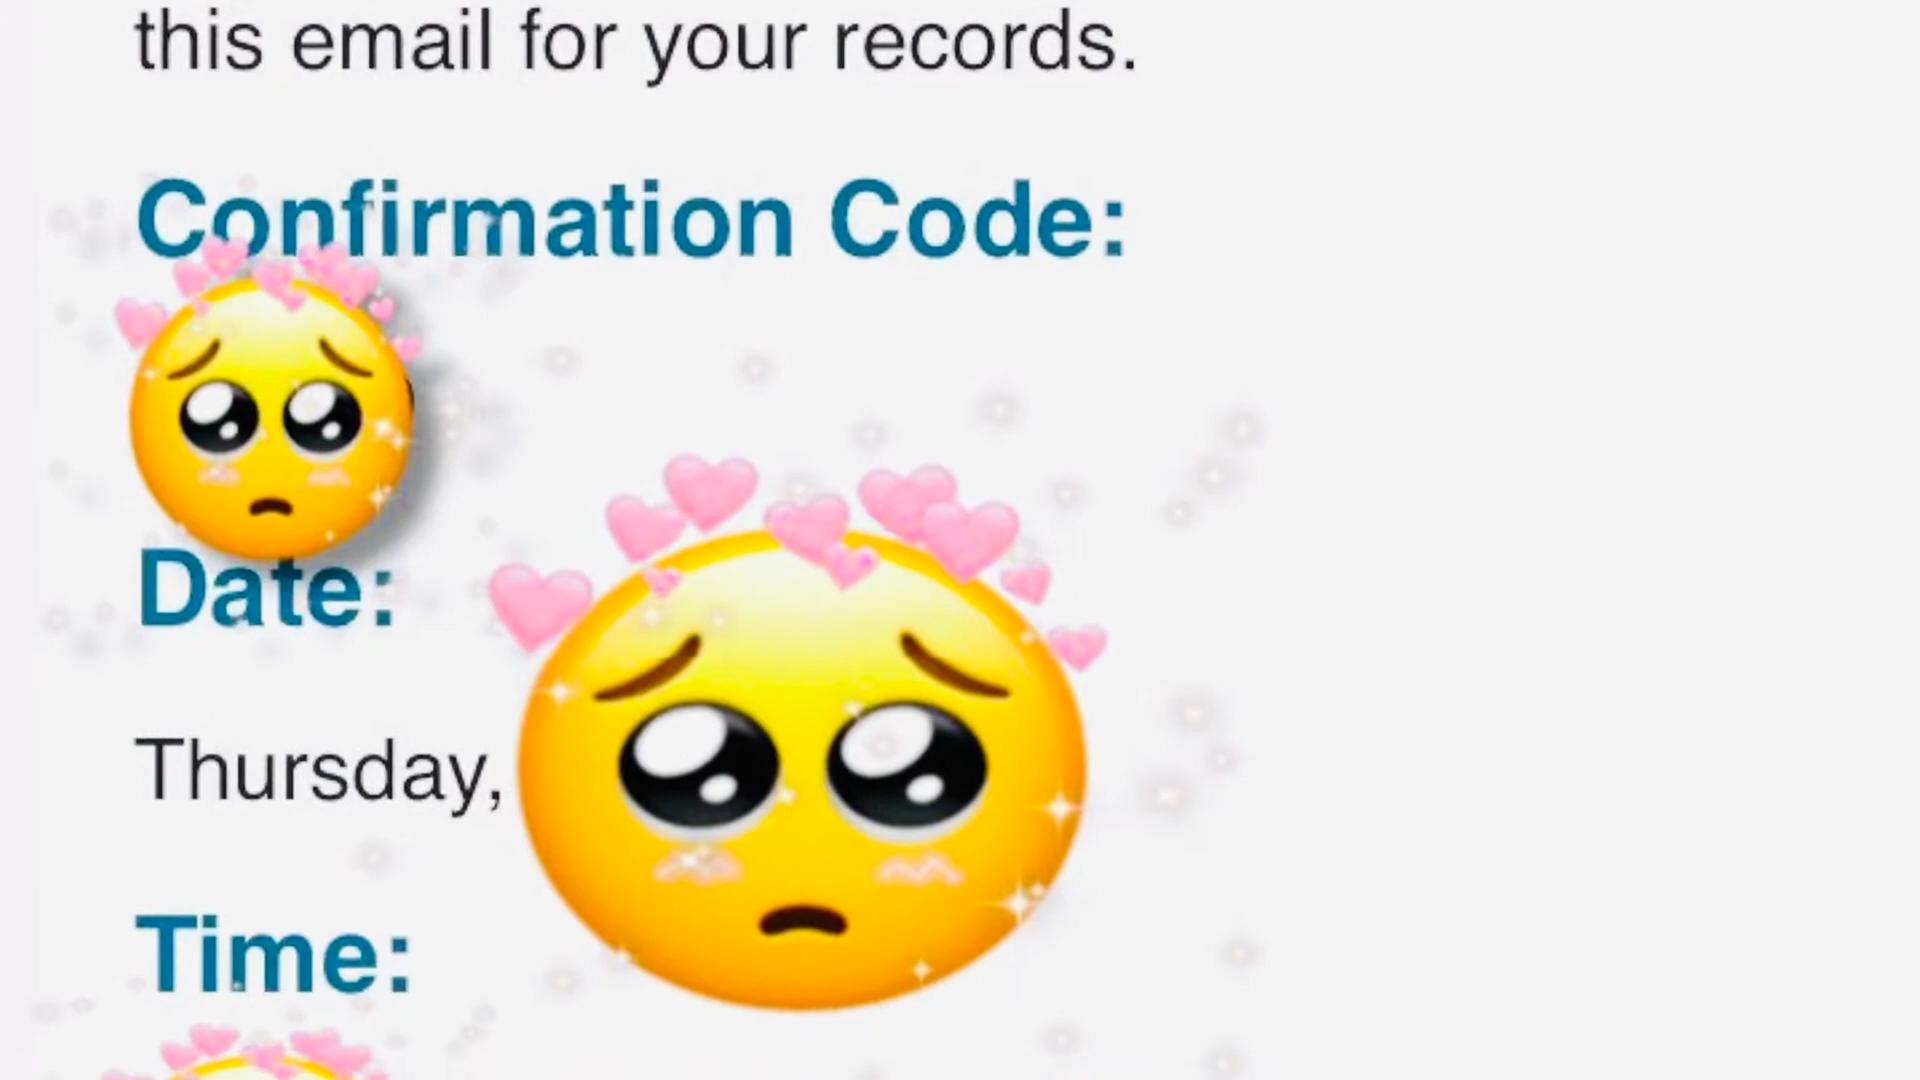 this email for your records.
Confirmation Code:
Date:
Thursday,
Time: